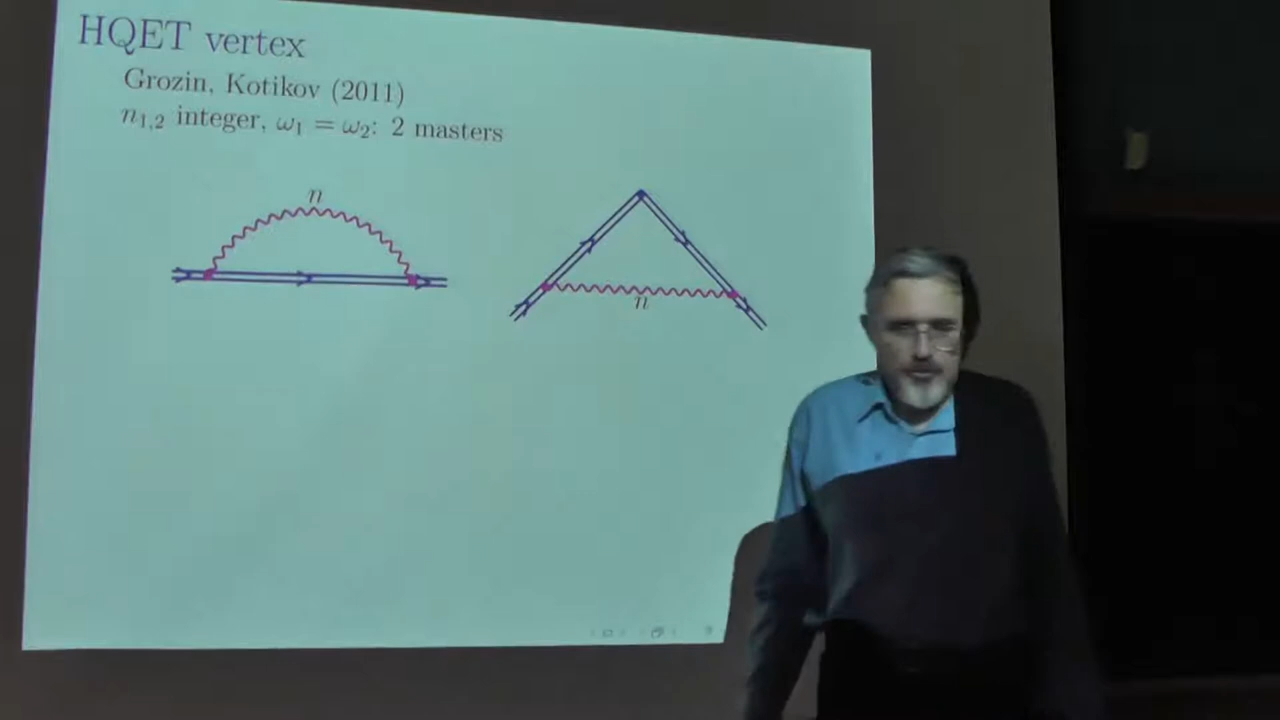 HQET vertex
Grozin, Kotikov (2011)
n₁,₂ integer, ω₁ = ω₂: 2 masters
n
n